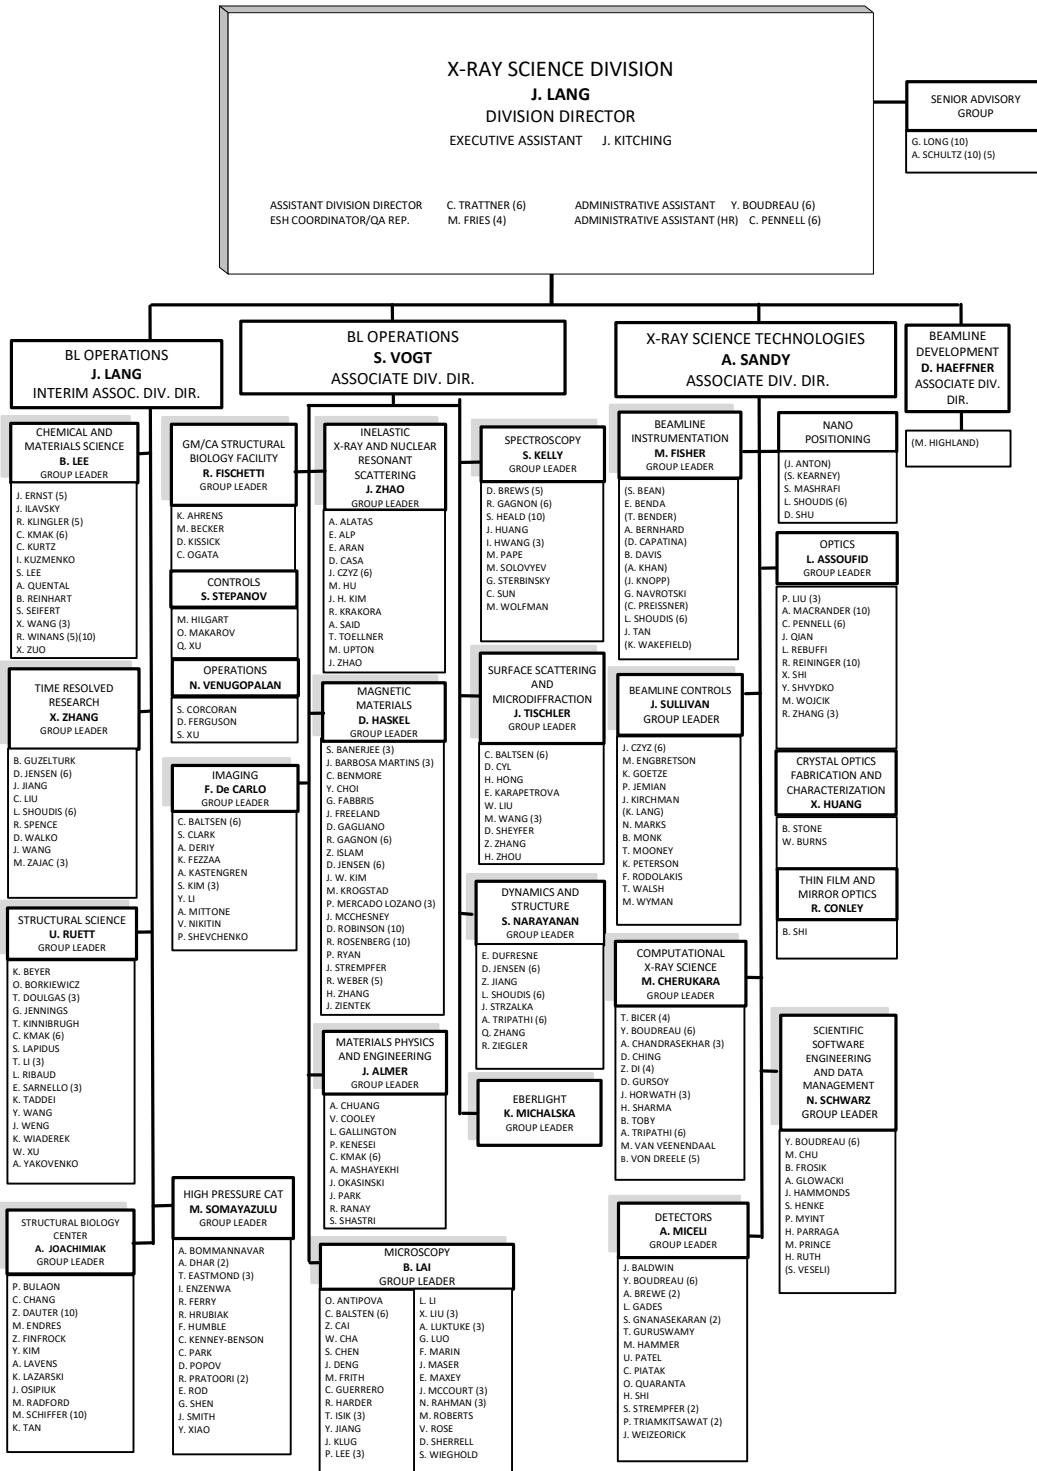 X-RAY SCIENCE DIVISION
J. LANG
DIVISION DIRECTOR
EXECUTIVE ASSISTANT J. KITCHING
ASSISTANT DIVISION DIRECTOR C. TRATTNER (6) ADMINISTRATIVE ASSISTANT Y. BOUDREAU (6)
ESH COORDINATOR/QA REP. M. FRIES (4) ADMINISTRATIVE ASSISTANT (HR) C. PENNELL (6)
SENIOR ADVISORY
GROUP
G. LONG (10)
A. SCHULTZ (10) (5)
BL OPERATIONS
J. LANG
INTERIM ASSOC. DIV. DIR.
BL OPERATIONS
S. VOGT
ASSOCIATE DIV. DIR.
X-RAY SCIENCE TECHNOLOGIES
A. SANDY
ASSOCIATE DIV. DIR.
BEAMLINE
DEVELOPMENT
D. HAEFFNER
ASSOCIATE DIV.
DIR.
(M. HIGHLAND)
CHEMICAL AND
MATERIALS SCIENCE
B. LEE
GROUP LEADER
J. ERNST (5)
J. ILAVSKY
R. KLINGLER (5)
C. KMAK (6)
C. KURTZ
I. KUZMENKO
S. LEE
A. QUENTAL
B. REINHART
S. SEIFERT
X. WANG (3)
R. WINANS (5)(10)
X. ZUO
TIME RESOLVED
RESEARCH
X. ZHANG
GROUP LEADER
B. GUZELTURK
D. JENSEN (6)
J. JIANG
C. LIU
L. SHOUDIS (6)
R. SPENCE
D. WALKO
J. WANG
M. ZAJAC (3)
STRUCTURAL SCIENCE
U. RUETT
GROUP LEADER
K. BEYER
O. BORKIEWICZ
T. DOULGAS (3)
G. JENNINGS
T. KINNIBRUGH
C. KMAK (6)
S. LAPIDUS
T. LI (3)
L. RIBAUD
E. SARNELLO (3)
K. TADDEI
Y. WANG
J. WENG
K. WIADEREK
W. XU
A. YAKOVENKO
STRUCTURAL BIOLOGY
CENTER
A. JOACHIMIAK
GROUP LEADER
P. BULAON
C. CHANG
Z. DAUTER (10)
M. ENDRES
Z. FINFROCK
Y. KIM
A. LAVENS
K. LAZARSKI
J. OSIPIUK
M. RADFORD
M. SCHIFFER (10)
K. TAN
GM/CA STRUCTURAL
BIOLOGY FACILITY
R. FISCHETTI
GROUP LEADER
K. AHRENS
M. BECKER
D. KISSICK
C. OGATA
CONTROLS
S. STEPANOV
M. HILGART
O. MAKAROV
Q. XU
OPERATIONS
N. VENUGOPALAN
S. CORCORAN
D. FERGUSON
S. XU
IMAGING
F. De CARLO
GROUP LEADER
C. BALTSEN (6)
S. CLARK
A. DERIY
K. FEZZAA
A. KASTENGREN
S. KIM (3)
Y. LI
A. MITTONE
V. NIKITIN
P. SHEVCHENKO
HIGH PRESSURE CAT
M. SOMAYAZULU
GROUP LEADER
A. BOMMANNAVAR
A. DHAR (2)
T. EASTMOND (3)
I. ENZENWA
R. FERRY
R. HRUBIAK
F. HUMBLE
C. KENNEY-BENSON
C. PARK
D. POPOV
R. PRATOORI (2)
E. ROD
G. SHEN
J. SMITH
Y. XIAO
INELASTIC
X-RAY AND NUCLEAR
RESONANT
SCATTERING
J. ZHAO
GROUP LEADER
A. ALATAS
E. ALP
E. ARAN
D. CASA
J. CZYZ (6)
M. HU
J. H. KIM
R. KRAKORA
A. SAID
T. TOELLNER
M. UPTON
J. ZHAO
MAGNETIC
MATERIALS
D. HASKEL
GROUP LEADER
S. BANERJEE (3)
J. BARBOSA MARTINS (3)
C. BENMORE
Y. CHOI
G. FABBRIS
J. FREELAND
D. GAGLIANO
R. GAGNON (6)
Z. ISLAM
D. JENSEN (6)
J. W. KIM
M. KROGSTAD
P. MERCADO LOZANO (3)
J. MCCHESNEY
D. ROBINSON (10)
R. ROSENBERG (10)
P. RYAN
J. STREMPFER
R. WEBER (5)
H. ZHANG
J. ZIENTEK
MATERIALS PHYSICS
AND ENGINEERING
J. ALMER
GROUP LEADER
A. CHUANG
V. COOLEY
L. GALLINGTON
P. KENESEI
C. KMAK (6)
A. MASHAYEKHI
J. OKASINSKI
J. PARK
R. RANAY
S. SHASTRI
MICROSCOPY
B. LAI
GROUP LEADER
O. ANTIPOVA
C. BALSTEN (6)
Z. CAI
W. CHA
S. CHEN
J. DENG
M. FRITH
C. GUERRERO
R. HARDER
T. ISIK (3)
Y. JIANG
J. KLUG
P. LEE (3)
L. LI
X. LIU (3)
A. LUKTUKE (3)
G. LUO
F. MARIN
J. MASER
E. MAXEY
J. MCCOURT (3)
N. RAHMAN (3)
M. ROBERTS
V. ROSE
D. SHERRELL
S. WIEGHOLD
SPECTROSCOPY
S. KELLY
GROUP LEADER
D. BREWS (5)
R. GAGNON (6)
S. HEALD (10)
J. HUANG
I. HWANG (3)
M. PAPE
M. SOLOVYEV
G. STERBINSKY
C. SUN
M. WOLFMAN
SURFACE SCATTERING
AND
MICRODIFFRACTION
J. TISCHLER
GROUP LEADER
C. BALTSEN (6)
D. CYL
H. HONG
E. KARAPETROVA
W. LIU
M. WANG (3)
D. SHEYFER
Z. ZHANG
H. ZHOU
DYNAMICS AND
STRUCTURE
S. NARAYANAN
GROUP LEADER
E. DUFRESNE
D. JENSEN (6)
Z. JIANG
L. SHOUDIS (6)
J. STRZALKA
A. TRIPATHI (6)
Q. ZHANG
R. ZIEGLER
EBERLIGHT
K. MICHALSKA
GROUP LEADER
BEAMLINE
INSTRUMENTATION
M. FISHER
GROUP LEADER
(S. BEAN)
E. BENDA
(T. BENDER)
A. BERNHARD
(D. CAPATINA)
B. DAVIS
(A. KHAN)
(J. KNOPP)
G. NAVROTSKI
(C. PREISSNER)
L. SHOUDIS (6)
J. TAN
(K. WAKEFIELD)
BEAMLINE CONTROLS
J. SULLIVAN
GROUP LEADER
J. CZYZ (6)
M. ENGBRETSON
K. GOETZE
P. JEMIAN
J. KIRCHMAN
(K. LANG)
N. MARKS
B. MONK
T. MOONEY
K. PETERSON
F. RODOLAKIS
T. WALSH
M. WYMAN
COMPUTATIONAL
X-RAY SCIENCE
M. CHERUKARA
GROUP LEADER
T. BICER (4)
Y. BOUDREAU (6)
A. CHANDRASEKHAR (3)
D. CHING
Z. DI (4)
D. GURSOY
J. HORWATH (3)
H. SHARMA
B. TOBY
A. TRIPATHI (6)
M. VAN VEENENDAAL
B. VON DREELE (5)
DETECTORS
A. MICELI
GROUP LEADER
J. BALDWIN
Y. BOUDREAU (6)
A. BREWE (2)
L. GADES
S. GNANASEKARAN (2)
T. GURUSWAMY
M. HAMMER
U. PATEL
C. PIATAK
O. QUARANTA
H. SHI
S. STREMPFER (2)
P. TRIAMKITSAWAT (2)
J. WEIZEORICK
NANO
POSITIONING
(J. ANTON)
(S. KEARNEY)
S. MASHRAFI
L. SHOUDIS (6)
D. SHU
OPTICS
L. ASSOUFID
GROUP LEADER
P. LIU (3)
A. MACRANDER (10)
C. PENNELL (6)
J. QIAN
L. REBUFFI
R. REININGER (10)
X. SHI
Y. SHVYDKO
M. WOJCIK
R. ZHANG (3)
CRYSTAL OPTICS
FABRICATION AND
CHARACTERIZATION
X. HUANG
B. STONE
W. BURNS
THIN FILM AND
MIRROR OPTICS
R. CONLEY
B. SHI
SCIENTIFIC
SOFTWARE
ENGINEERING
AND DATA
MANAGEMENT
N. SCHWARZ
GROUP LEADER
Y. BOUDREAU (6)
M. CHU
B. FROSIK
A. GLOWACKI
J. HAMMONDS
S. HENKE
P. MYINT
H. PARRAGA
M. PRINCE
H. RUTH
(S. VESELI)